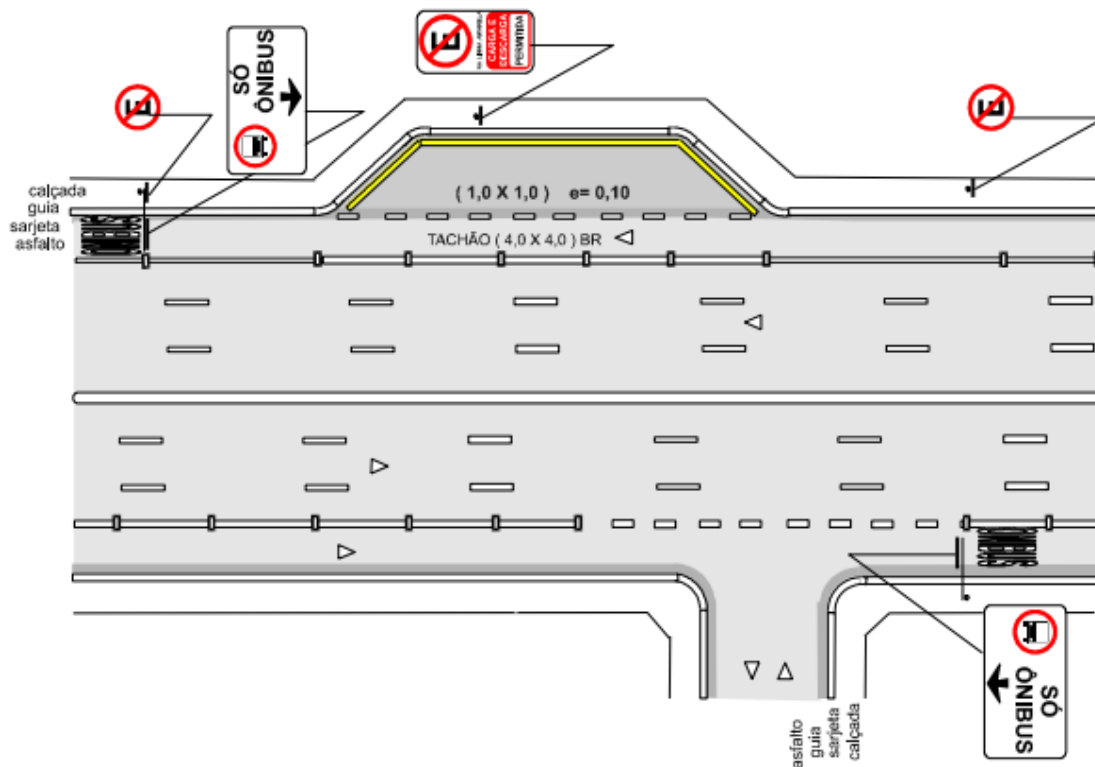 SÓ
ÔNIBUS
E
E
CARGA E
DESCARGA
PERMITIDA
E
calçada
guia
sarjeta
asfalto
( 1,0 X 1,0 ) e= 0,10
TACHÃO ( 4,0 X 4,0 ) BR
SÓ
ÔNIBUS
asfalto
guia
sarjeta
calçada